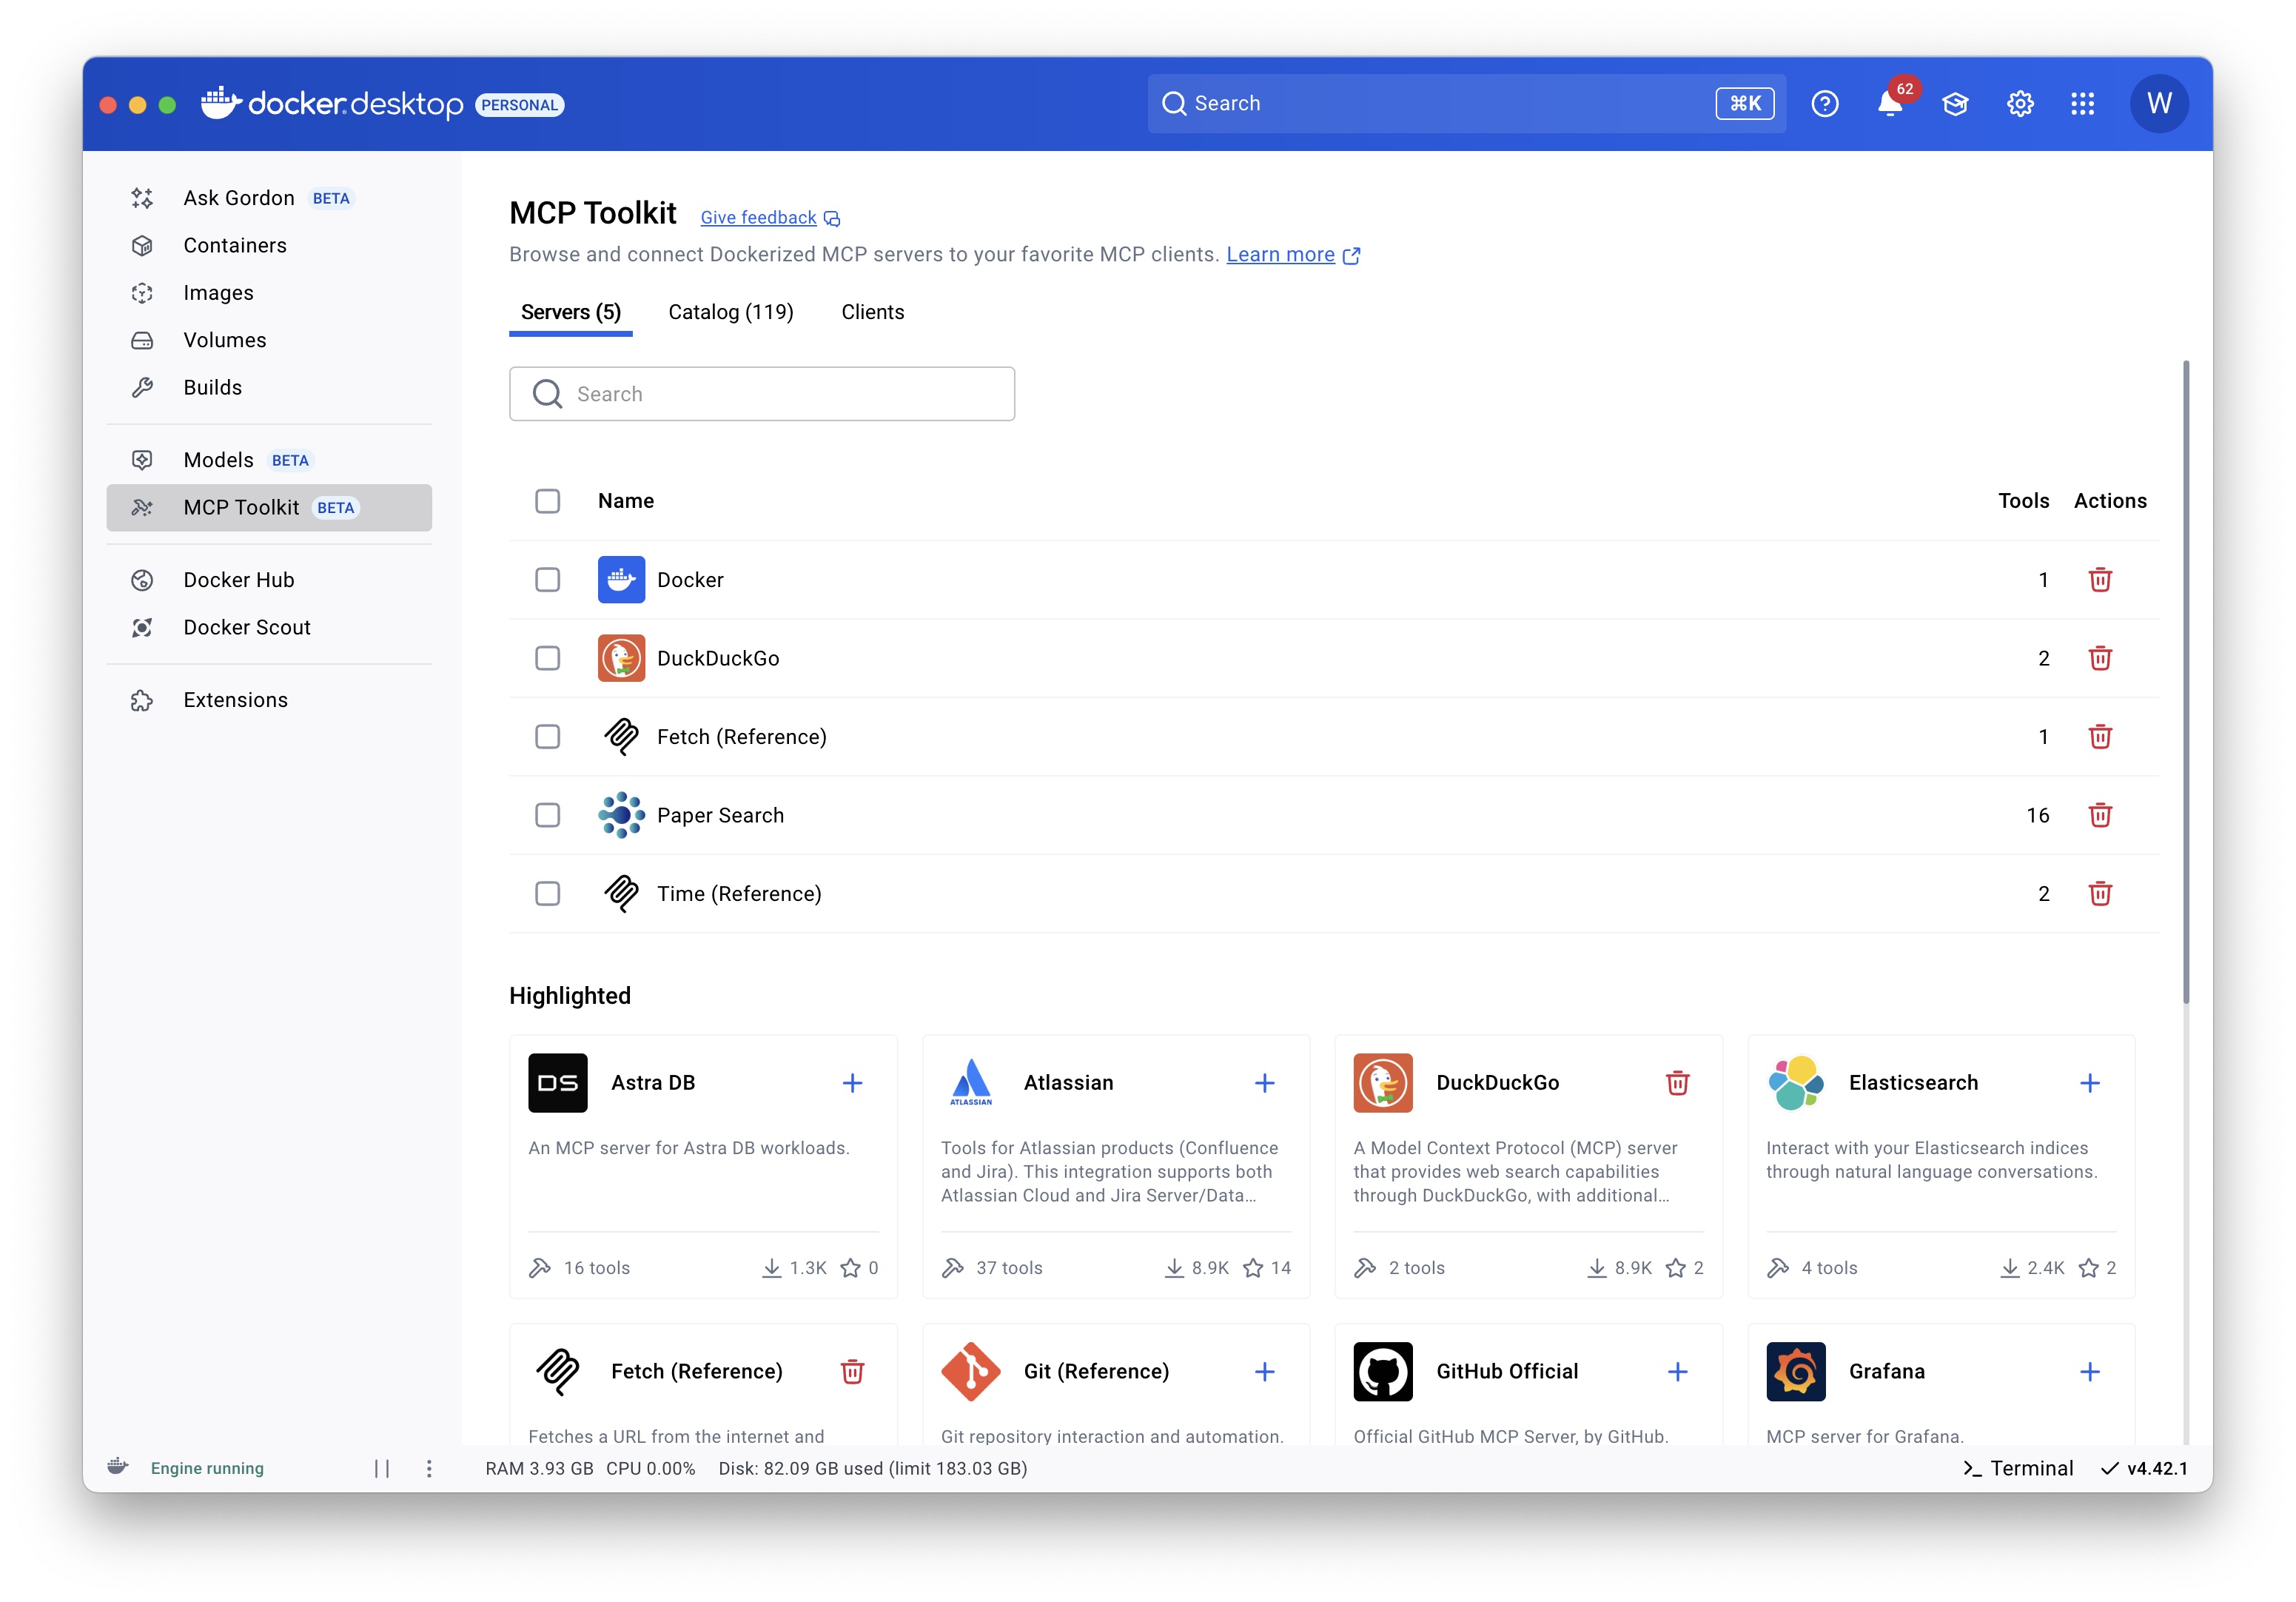 docker desktop PERSONAL
Search ⌘K
62
W
Ask Gordon BETA
Containers
Images
Volumes
Builds
Models BETA
MCP Toolkit BETA
Docker Hub
Docker Scout
Extensions
MCP Toolkit Give feedback
Browse and connect Dockerized MCP servers to your favorite MCP clients. Learn more
Servers (5) Catalog (119) Clients
Search
Name Tools Actions
Docker 1
DuckDuckGo 2
Fetch (Reference) 1
Paper Search 16
Time (Reference) 2
Highlighted
DS
Astra DB
An MCP server for Astra DB workloads.
16 tools 1.3K 0
ATLASSIAN
Atlassian
Tools for Atlassian products (Confluence
and Jira). This integration supports both
Atlassian Cloud and Jira Server/Data...
37 tools 8.9K 14
DuckDuckGo
A Model Context Protocol (MCP) server
that provides web search capabilities
through DuckDuckGo, with additional...
2 tools 8.9K 2
Elasticsearch
Interact with your Elasticsearch indices
through natural language conversations.
4 tools 2.4K 2
Fetch (Reference)
Fetches a URL from the internet and
Git (Reference)
Git repository interaction and automation.
GitHub Official
Official GitHub MCP Server, by GitHub.
Grafana
MCP server for Grafana.
Engine running
RAM 3.93 GB CPU 0.00% Disk: 82.09 GB used (limit 183.03 GB)
Terminal v4.42.1